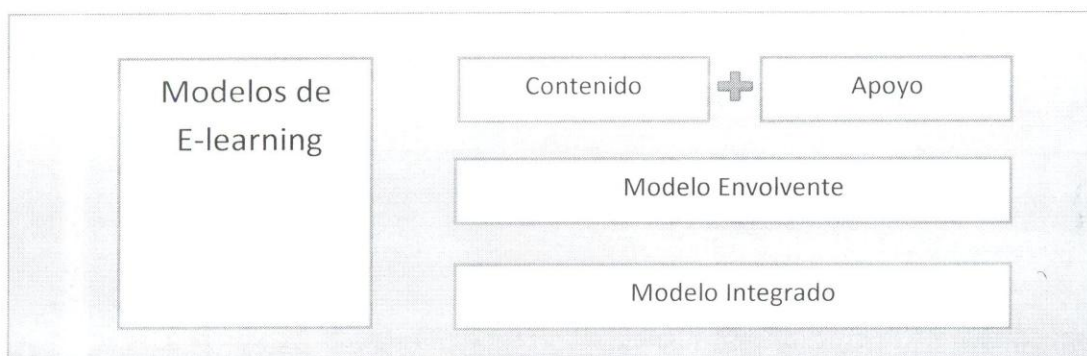 Modelos de
E-learning
Contenido
Apoyo
Modelo Envolvente
Modelo Integrado